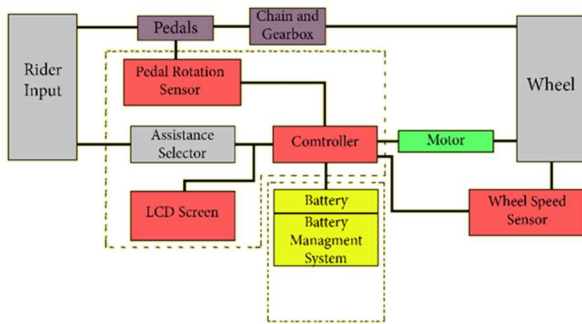 Pedals
Chain and
Gearbox
Rider
Input
Pedal Rotation
Sensor
Wheel
Assistance
Selector
Comtroller
Motor
LCD Screen
Battery
Battery
Managment
System
Wheel Speed
Sensor